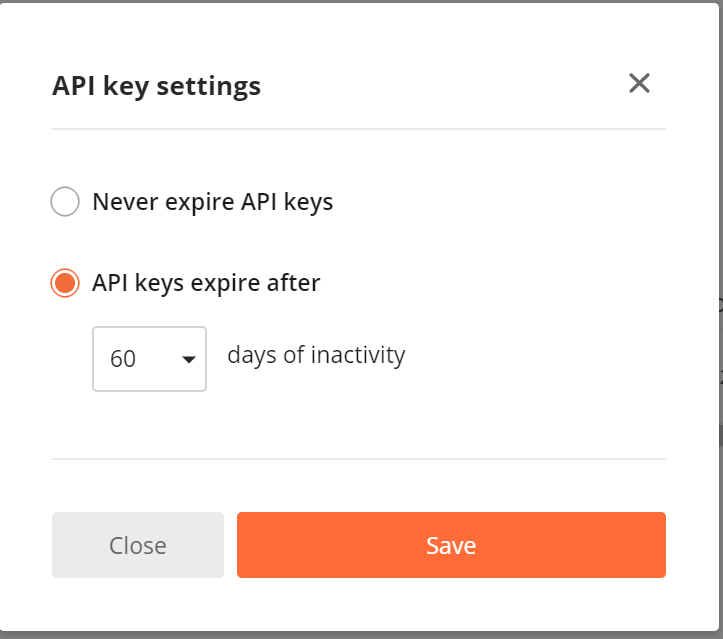 API key settings
Never expire API keys
API keys expire after
60
days of inactivity
Close
Save